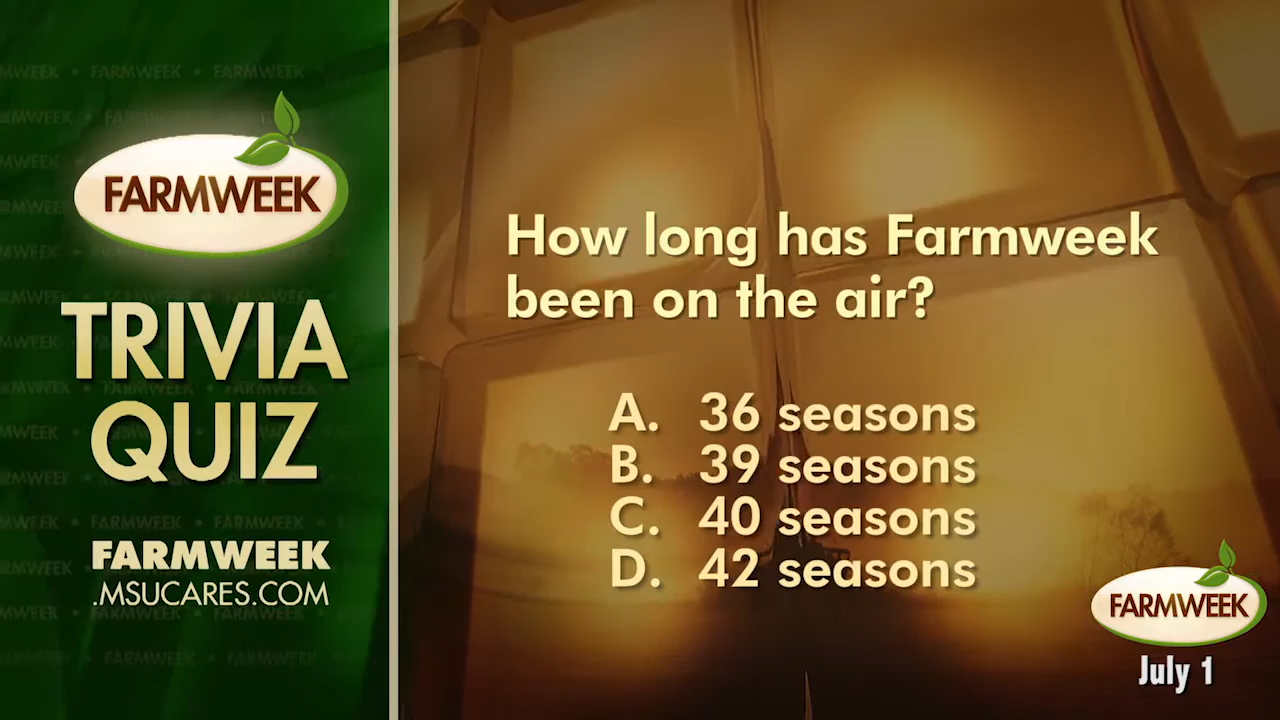 FARMWEEK
TRIVIA
QUIZ
FARMWEEK
.MSUCARES.COM
How long has Farmweek
been on the air?
A. 36 seasons
B. 39 seasons
C. 40 seasons
D. 42 seasons
FARMWEEK
July 1